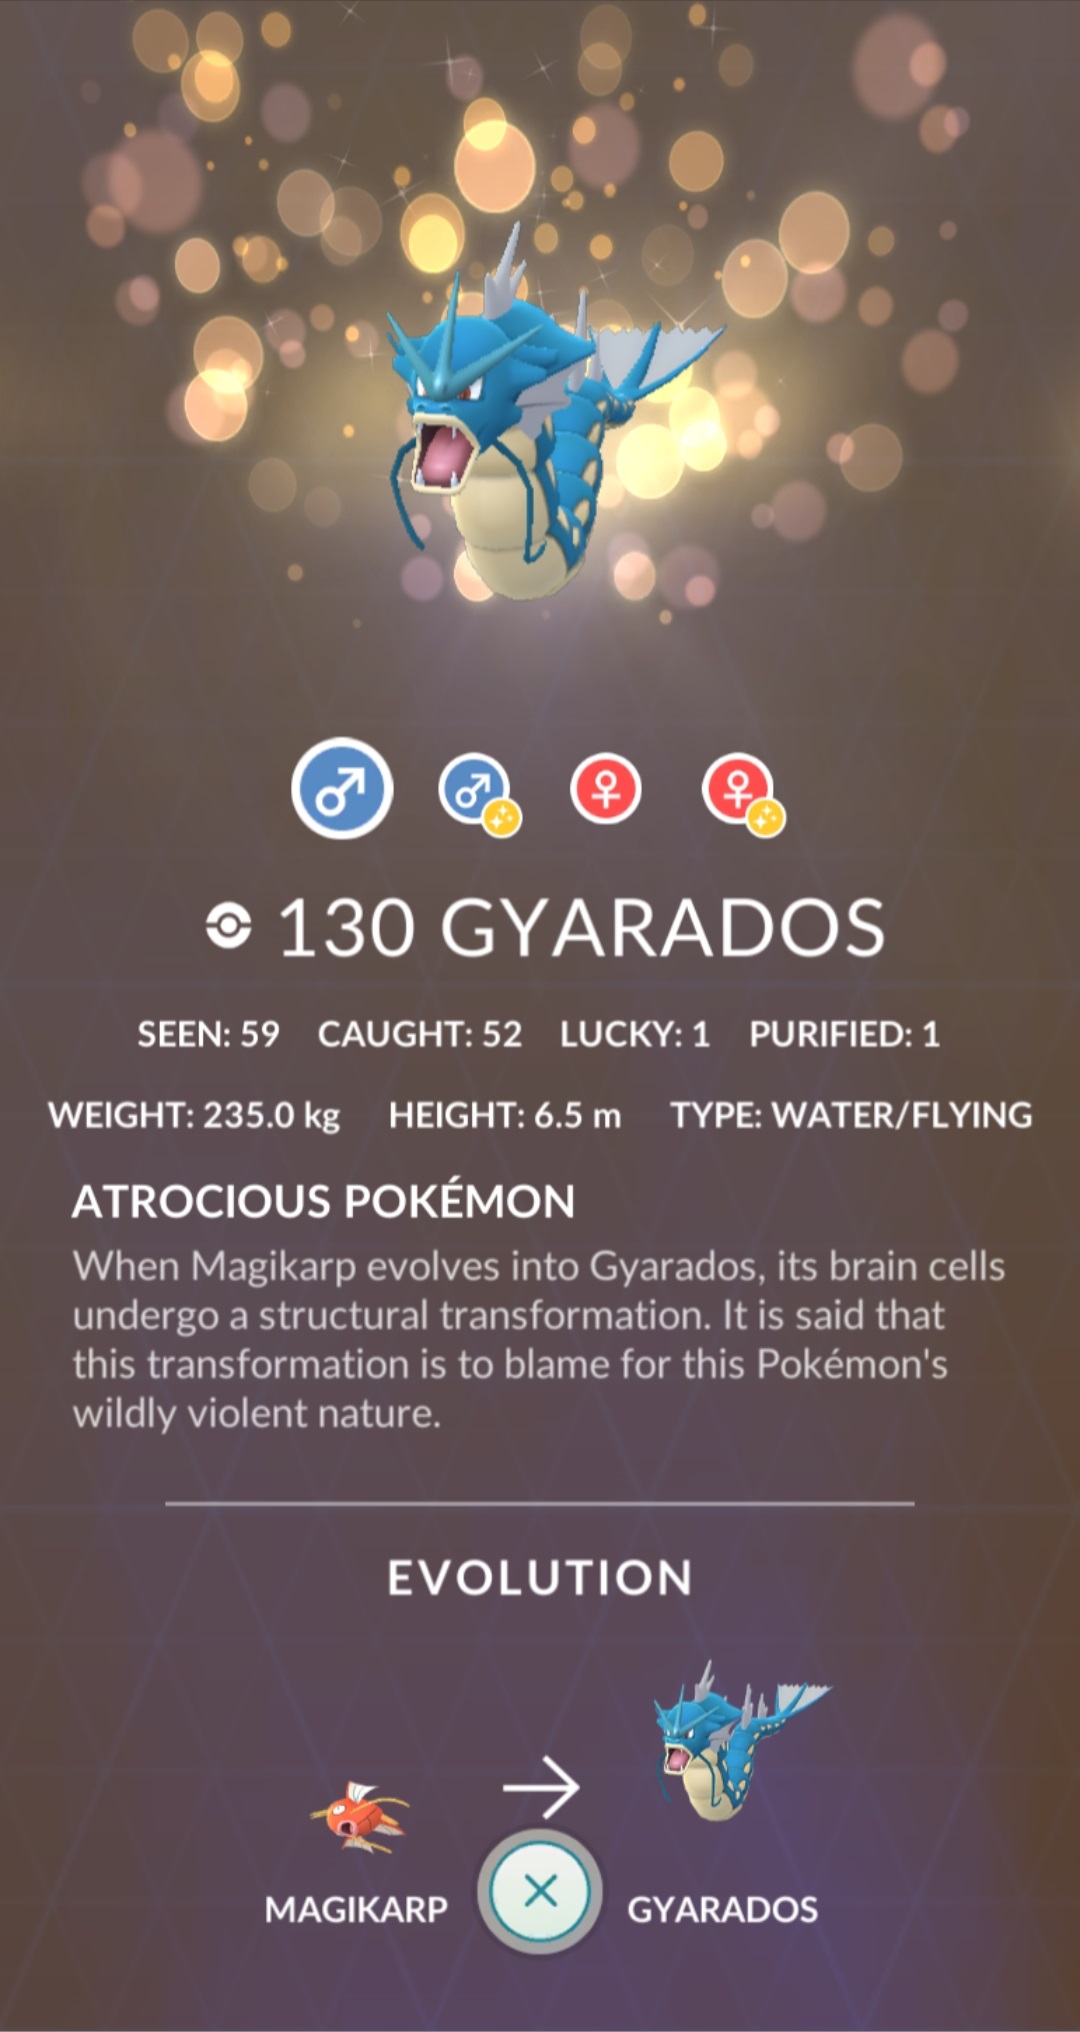 130 GYARADOS
SEEN: 59 CAUGHT: 52 LUCKY: 1 PURIFIED: 1
WEIGHT: 235.0 kg HEIGHT: 6.5 m TYPE: WATER/FLYING
ATROCIOUS POKÉMON
When Magikarp evolves into Gyarados, its brain cells
undergo a structural transformation. It is said that
this transformation is to blame for this Pokémon's
wildly violent nature.
EVOLUTION
MAGIKARP GYARADOS